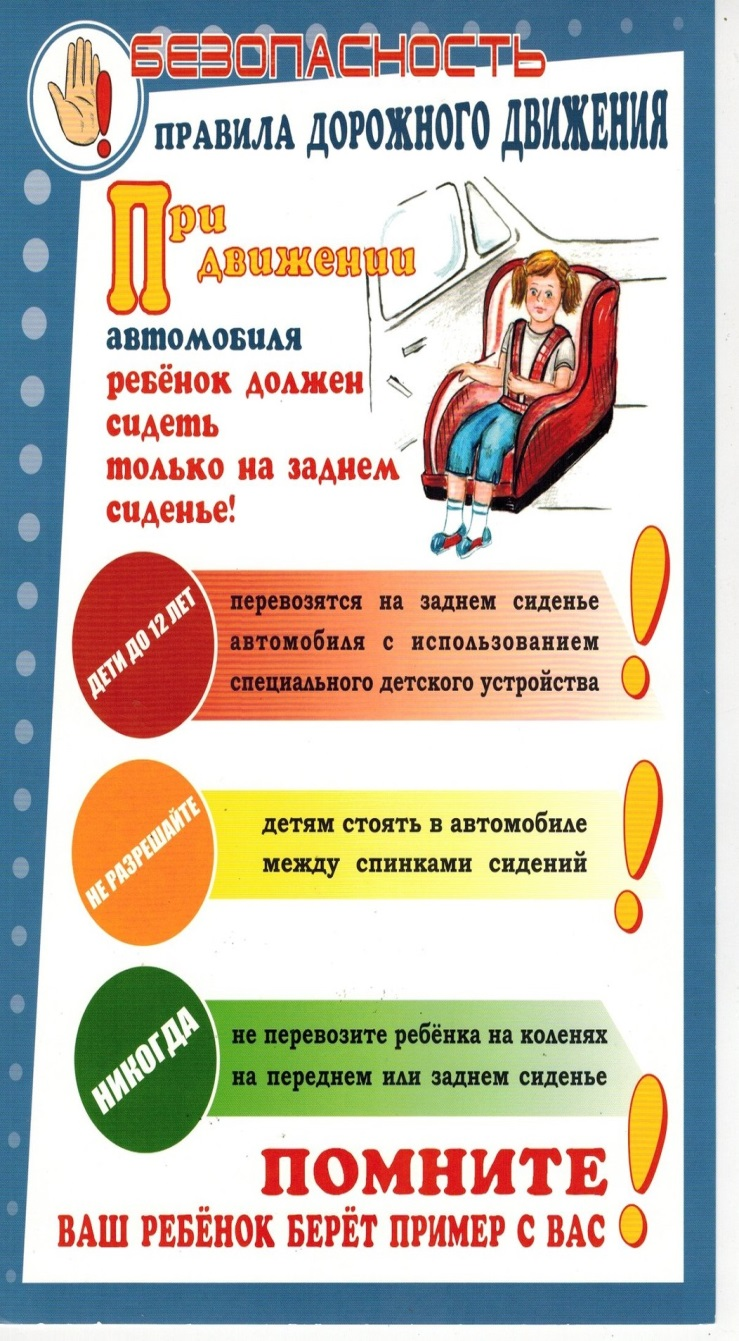 БЕЗОПАСНОСТЬ
ПРАВИЛА ДОРОЖНОГО ДВИЖЕНИЯ
При
движении
автомобиля
ребёнок должен
сидеть
только на заднем
сиденье!
ДЕТИ ДО 12 ЛЕТ
перевозятся на заднем сиденье
автомобиля с использованием
специального детского устройства
НЕ РАЗРЕШАЙТЕ
детям стоять в автомобиле
между спинками сидений
НИКОГДА
не перевозите ребёнка на коленях
на переднем или заднем сиденье
ПОМНИТЕ
ВАШ РЕБЁНОК БЕРЁТ ПРИМЕР С ВАС!